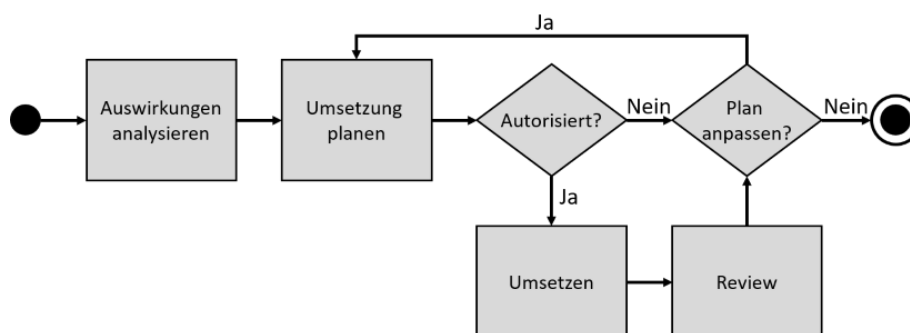 Ja
Auswirkungen
analysieren
Umsetzung
planen
Autorisiert?
Nein
Plan
anpassen?
Nein
Ja
Umsetzen
Review